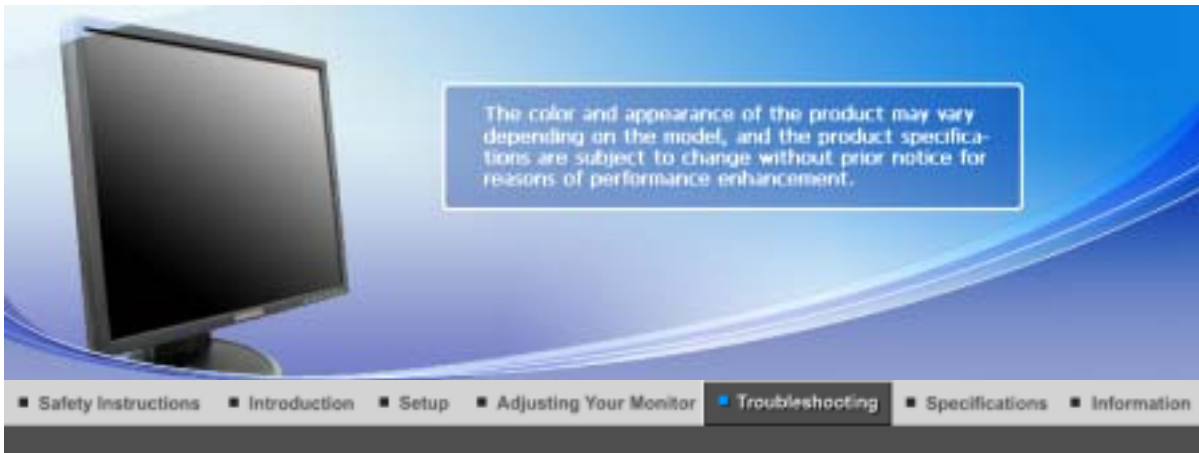 The color and appearance of the product may vary
depending on the model, and the product specifica-
tions are subject to change without prior notice for
reasons of performance enhancement.
Safety Instructions Introduction Setup Adjusting Your Monitor Troubleshooting Specifications Information